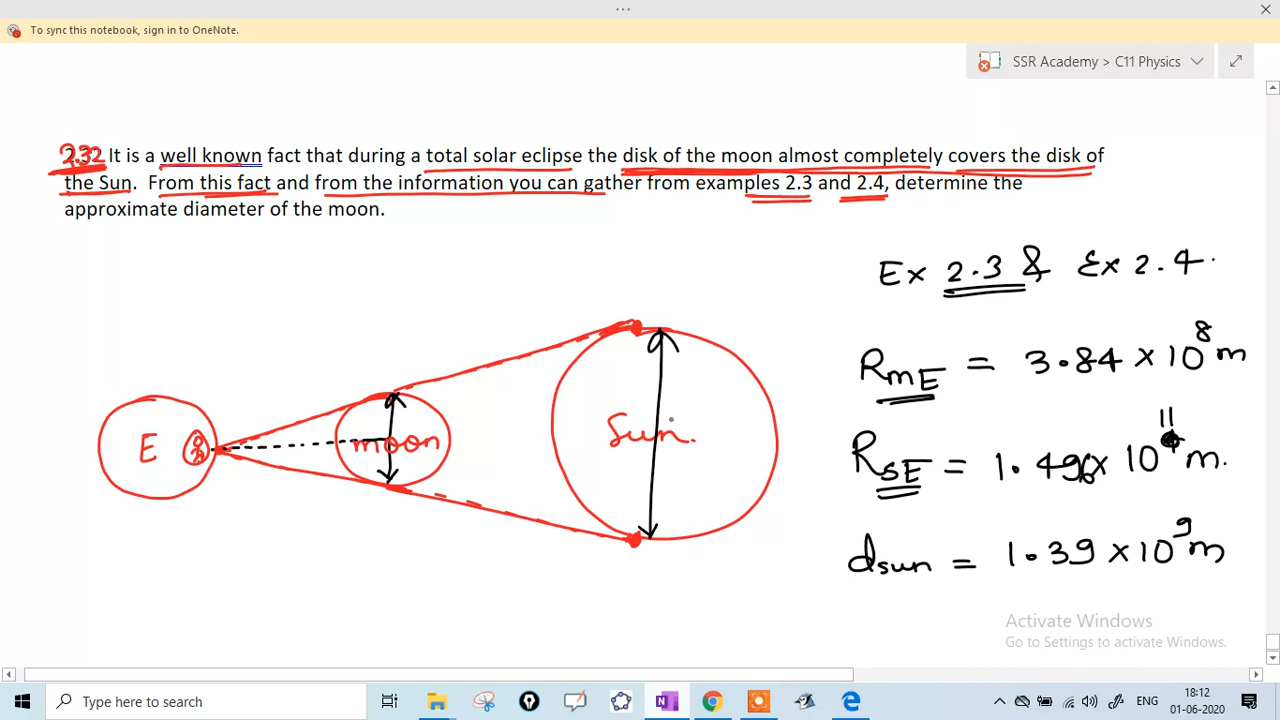 To sync this notebook, sign in to OneNote.
SSR Academy > C11 Physics
2.32 It is a well known fact that during a total solar eclipse the disk of the moon almost completely covers the disk of
the Sun. From this fact and from the information you can gather from examples 2.3 and 2.4, determine the
approximate diameter of the moon.
Ex 2.3 & Ex 2.4.
RmE = 3.84 × 10^8 m
E
moon
Sun.
RSE = 1.496 × 10^11 m.
dsun = 1.39 × 10^9 m
Activate Windows
Go to Settings to activate Windows.
Type here to search
ENG
18:12
01-06-2020